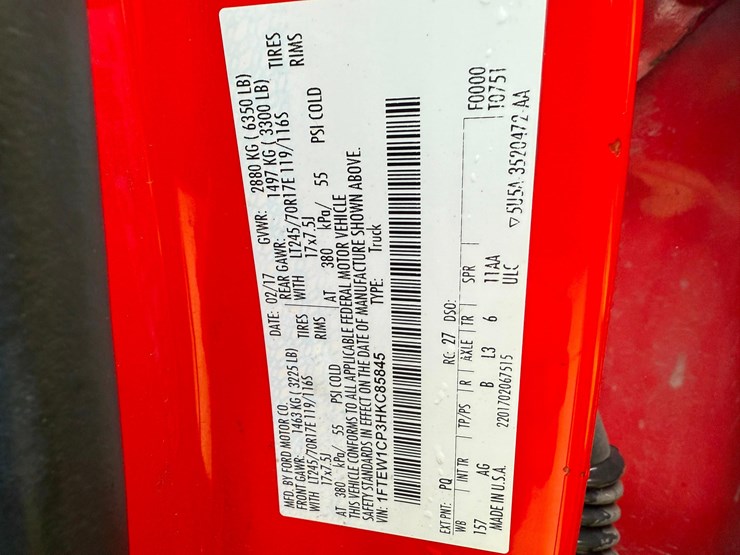 MFD. BY FORD MOTOR CO.
DATE: 02/17 GVWR: 2880 KG ( 6350 LB)
FRONT GAWR: 1463 KG ( 3225 LB) REAR GAWR: 1497 KG ( 3300 LB)
WITH LT245/70R17E 119/116S TIRES WITH LT245/70R17E 119/116S TIRES
17x7.5J RIMS 17x7.5J RIMS
AT 380 kPa/ 55 PSI COLD AT 380 kPa/ 55 PSI COLD
THIS VEHICLE CONFORMS TO ALL APPLICABLE FEDERAL MOTOR VEHICLE
SAFETY STANDARDS IN EFFECT ON THE DATE OF MANUFACTURE SHOWN ABOVE.
VIN: 1FTEW1CP3HKC85845 TYPE: Truck
EXT PNT: PQ RC: 27 DSO: F0000
WB INT TR TP/PS R AXLE TR SPR T0751
157 AG B L3 6 11AA
ULC
MADE IN U.S.A. 2201702067515 ▽5U5A 3520472 AA